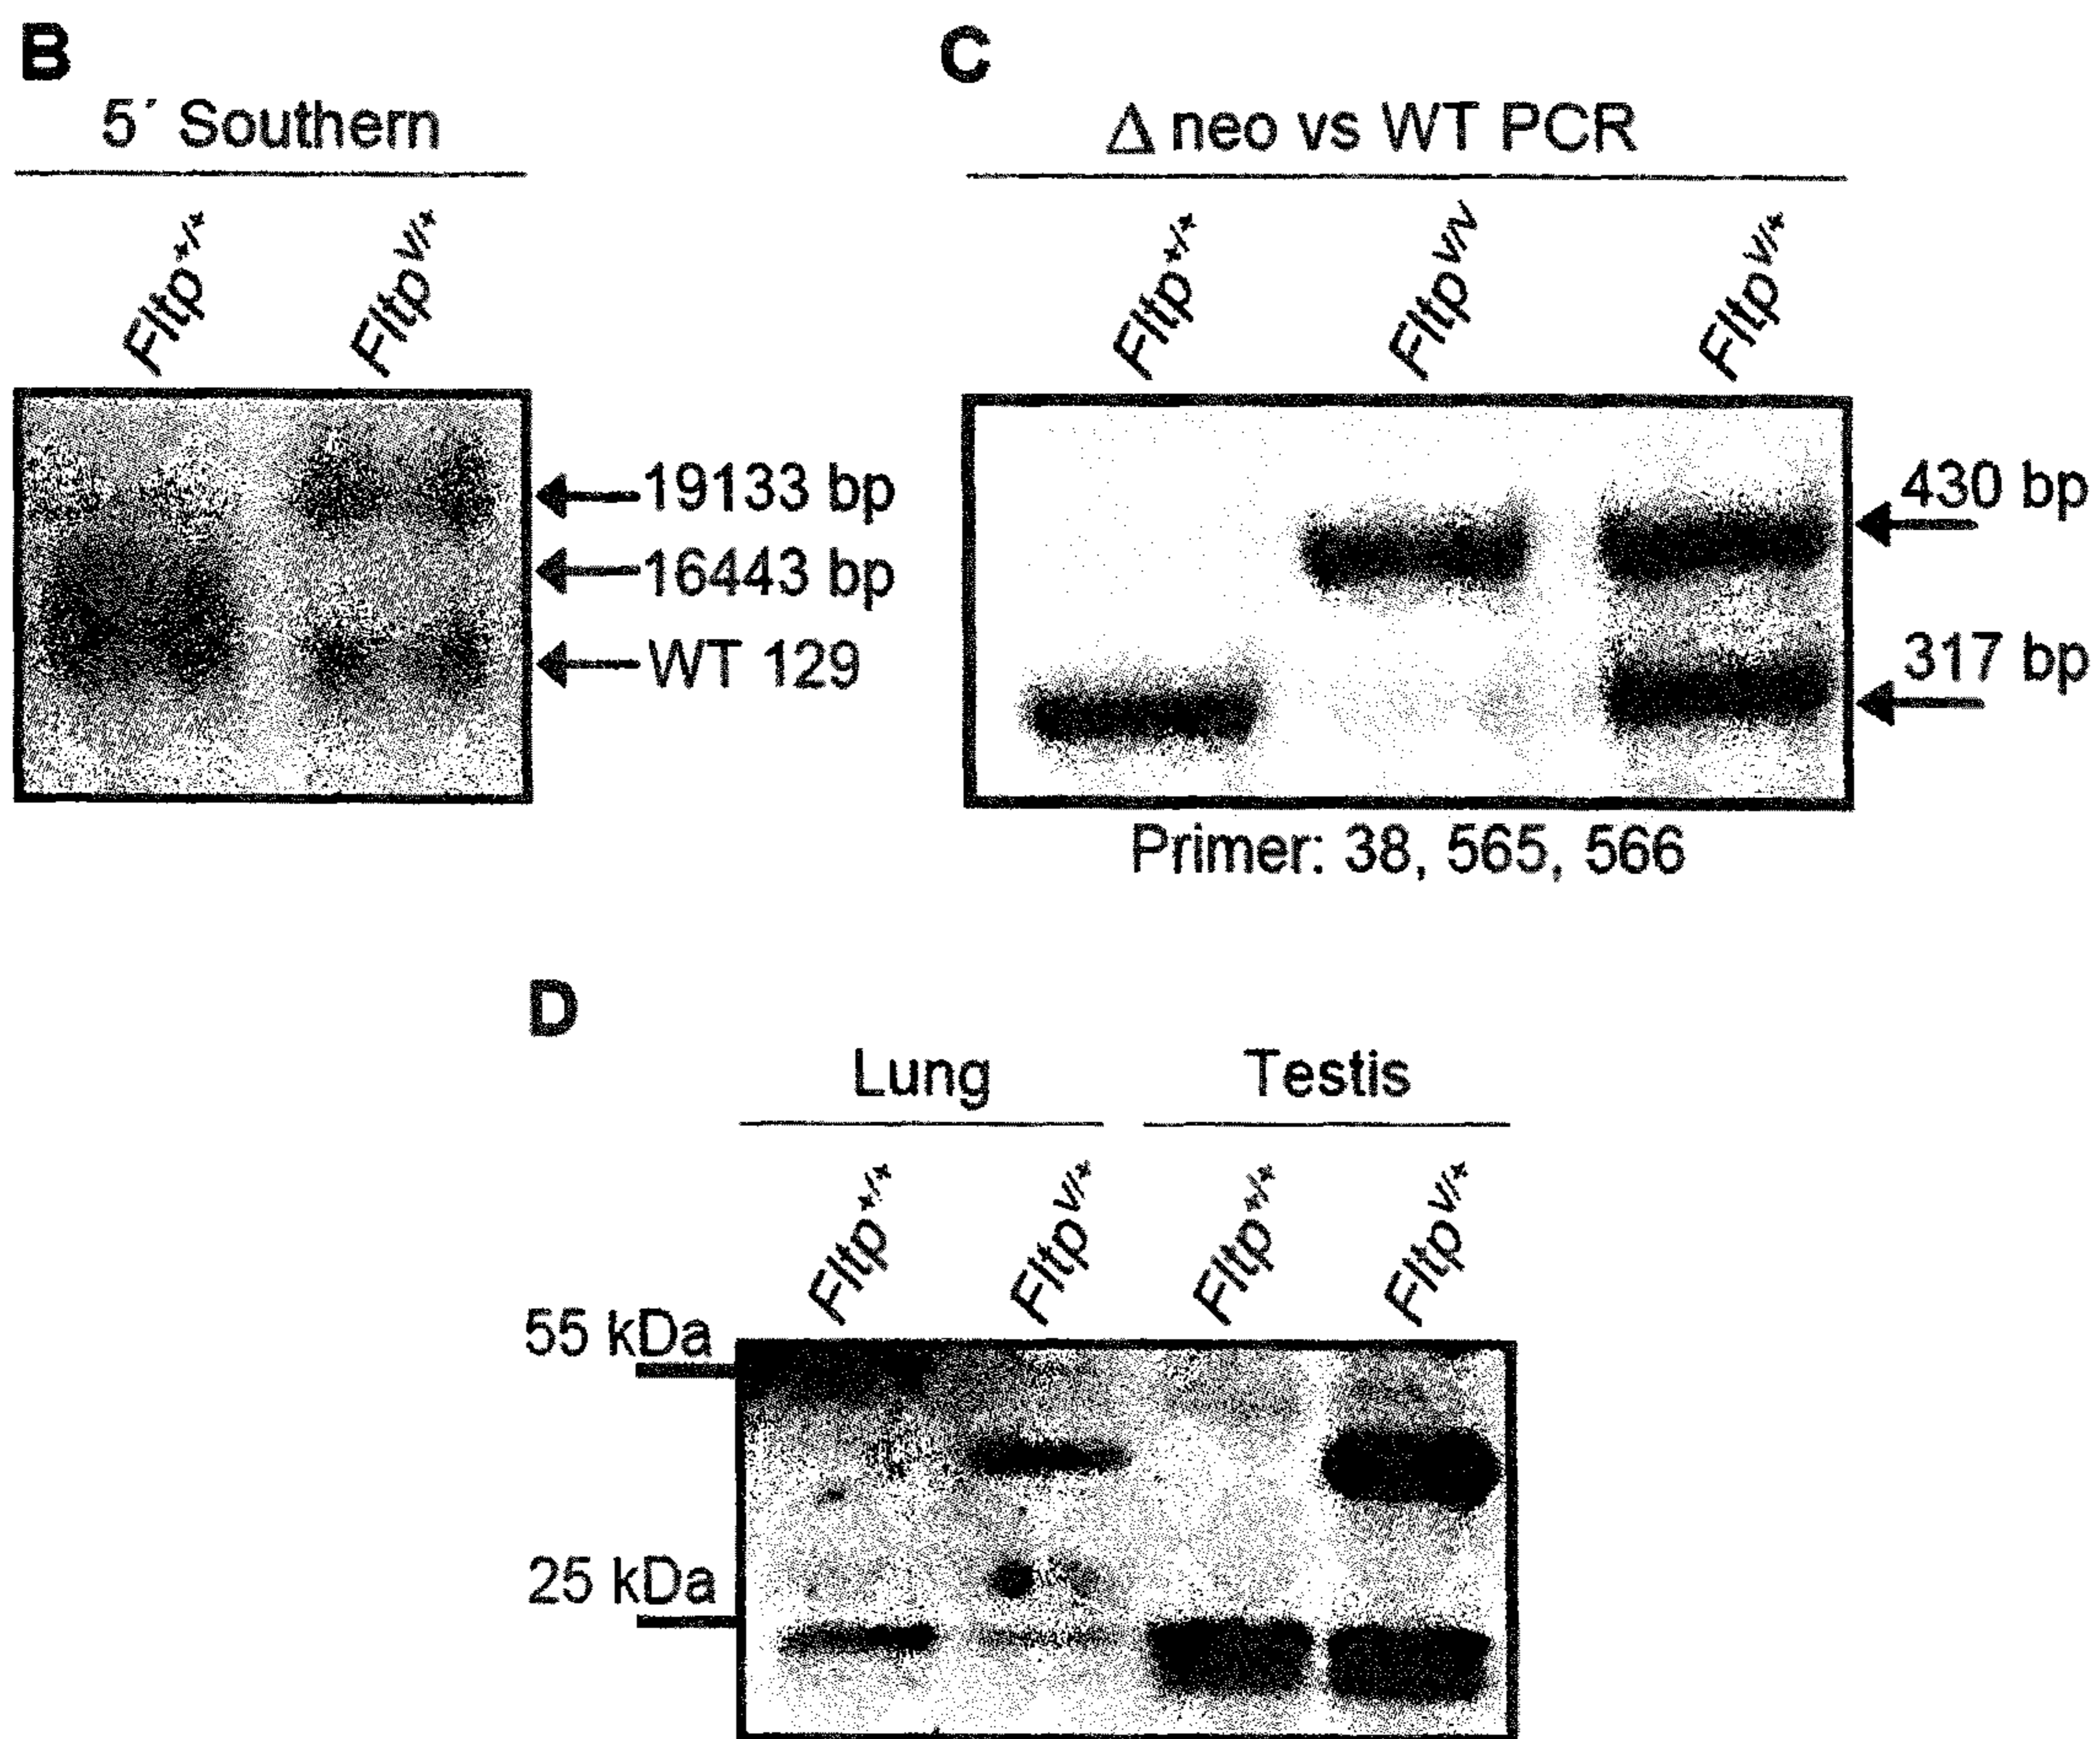 B
5´ Southern
Fltp+/+
FltpV/+
19133 bp
16443 bp
WT 129
C
Δ neo vs WT PCR
Fltp+/+
FltpV/V
FltpV/+
430 bp
317 bp
Primer: 38, 565, 566
D
Lung
Testis
Fltp+/+
FltpV/+
Fltp+/+
FltpV/+
55 kDa
25 kDa